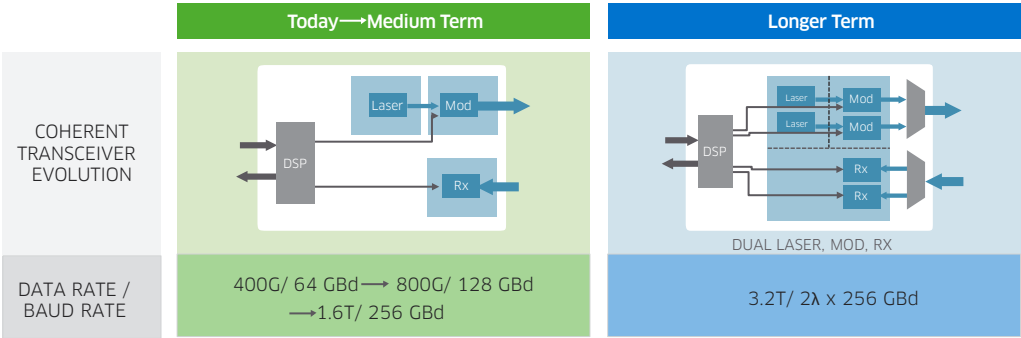 Today→Medium Term
Longer Term
COHERENT
TRANSCEIVER
EVOLUTION
Laser
Mod
DSP
Rx
Laser
Mod
Laser
Mod
DSP
Rx
Rx
DUAL LASER, MOD, RX
DATA RATE /
BAUD RATE
400G/ 64 GBd→ 800G/ 128 GBd
→1.6T/ 256 GBd
3.2T/ 2λ x 256 GBd